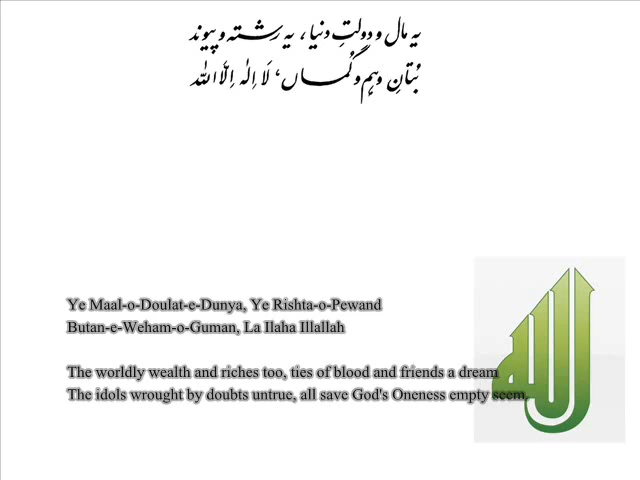 یہ مال و دولتِ دنیا، یہ رشتہ و پیوند
بُتانِ وہم و گُماں، لَا اِلٰہ اِلَّا اللہ
Ye Maal-o-Doulat-e-Dunya, Ye Rishta-o-Pewand
Butan-e-Weham-o-Guman, La Ilaha Illallah
The worldly wealth and riches too, ties of blood and friends a dream
The idols wrought by doubts untrue, all save God's Oneness empty seem.
الله